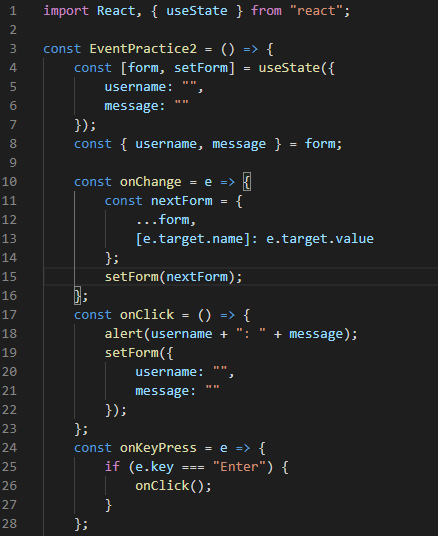 1 import React, { useState } from "react";
2
3 const EventPractice2 = () => {
4     const [form, setForm] = useState({
5         username: "",
6         message: ""
7     });
8     const { username, message } = form;
9
10     const onChange = e => {
11         const nextForm = {
12             ...form,
13             [e.target.name]: e.target.value
14         };
15         setForm(nextForm);
16     };
17     const onClick = () => {
18         alert(username + ": " + message);
19         setForm({
20             username: "",
21             message: ""
22         });
23     };
24     const onKeyPress = e => {
25         if (e.key === "Enter") {
26             onClick();
27         }
28     };